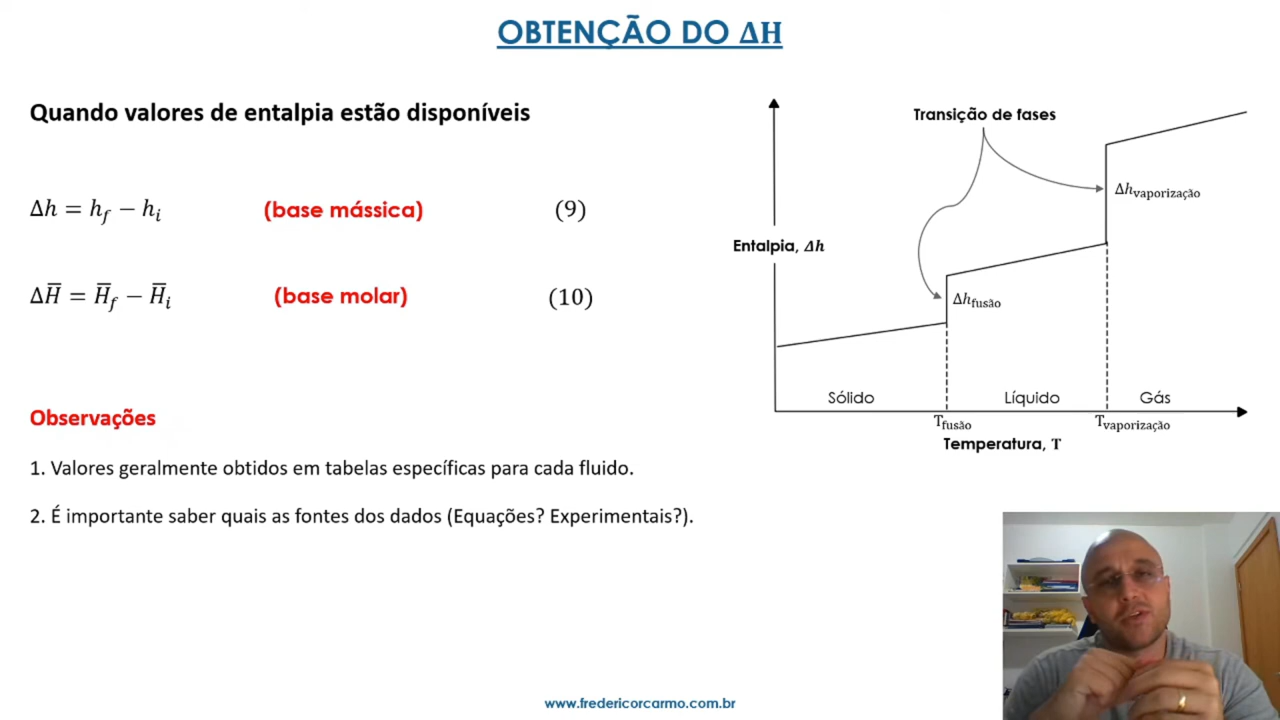 OBTENÇÃO DO ΔH
Quando valores de entalpia estão disponíveis
Δh = h_f − h_i (base mássica) (9)
ΔH̅ = H̅_f − H̅_i (base molar) (10)
Observações
1. Valores geralmente obtidos em tabelas específicas para cada fluido.
2. É importante saber quais as fontes dos dados (Equações? Experimentais?).
Transição de fases
Δh_vaporização
Entalpia, Δh
Δh_fusão
Sólido Líquido Gás
T_fusão T_vaporização
Temperatura, T
www.fredericorcarmo.com.br